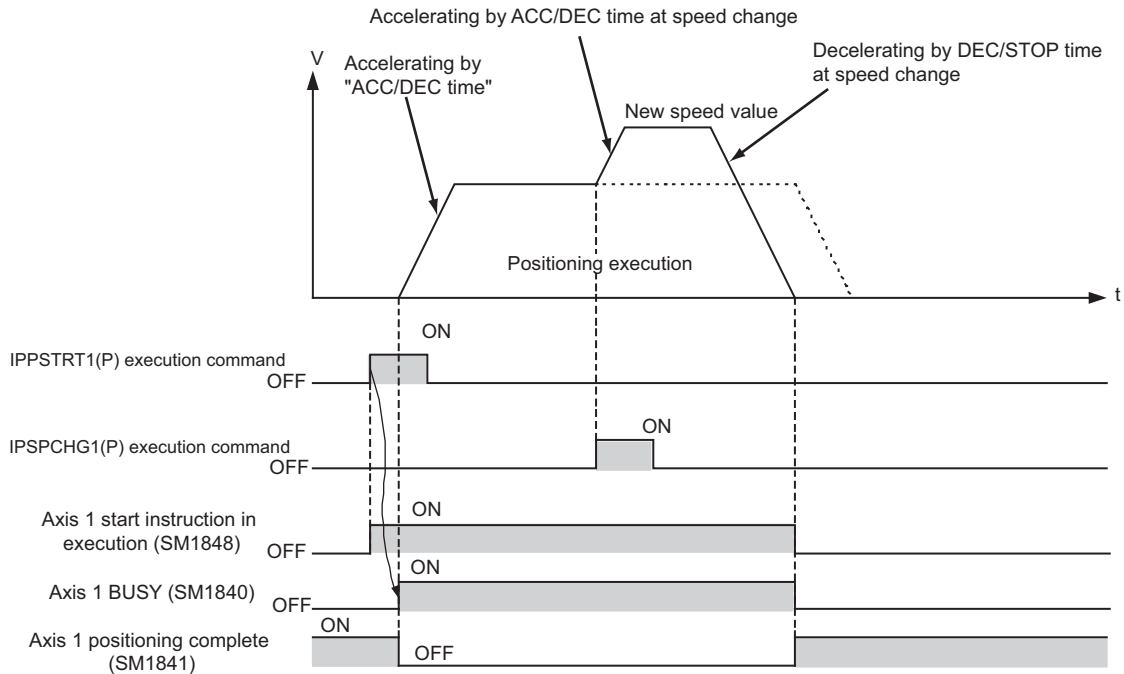 Accelerating by ACC/DEC time at speed change
V
Accelerating by
"ACC/DEC time"
Decelerating by DEC/STOP time
at speed change
New speed value
Positioning execution
t
ON
IPPSTRT1(P) execution command
OFF
ON
IPSPCHG1(P) execution command
OFF
ON
Axis 1 start instruction in
execution (SM1848)
OFF
ON
Axis 1 BUSY (SM1840)
OFF
ON
Axis 1 positioning complete
(SM1841)
OFF